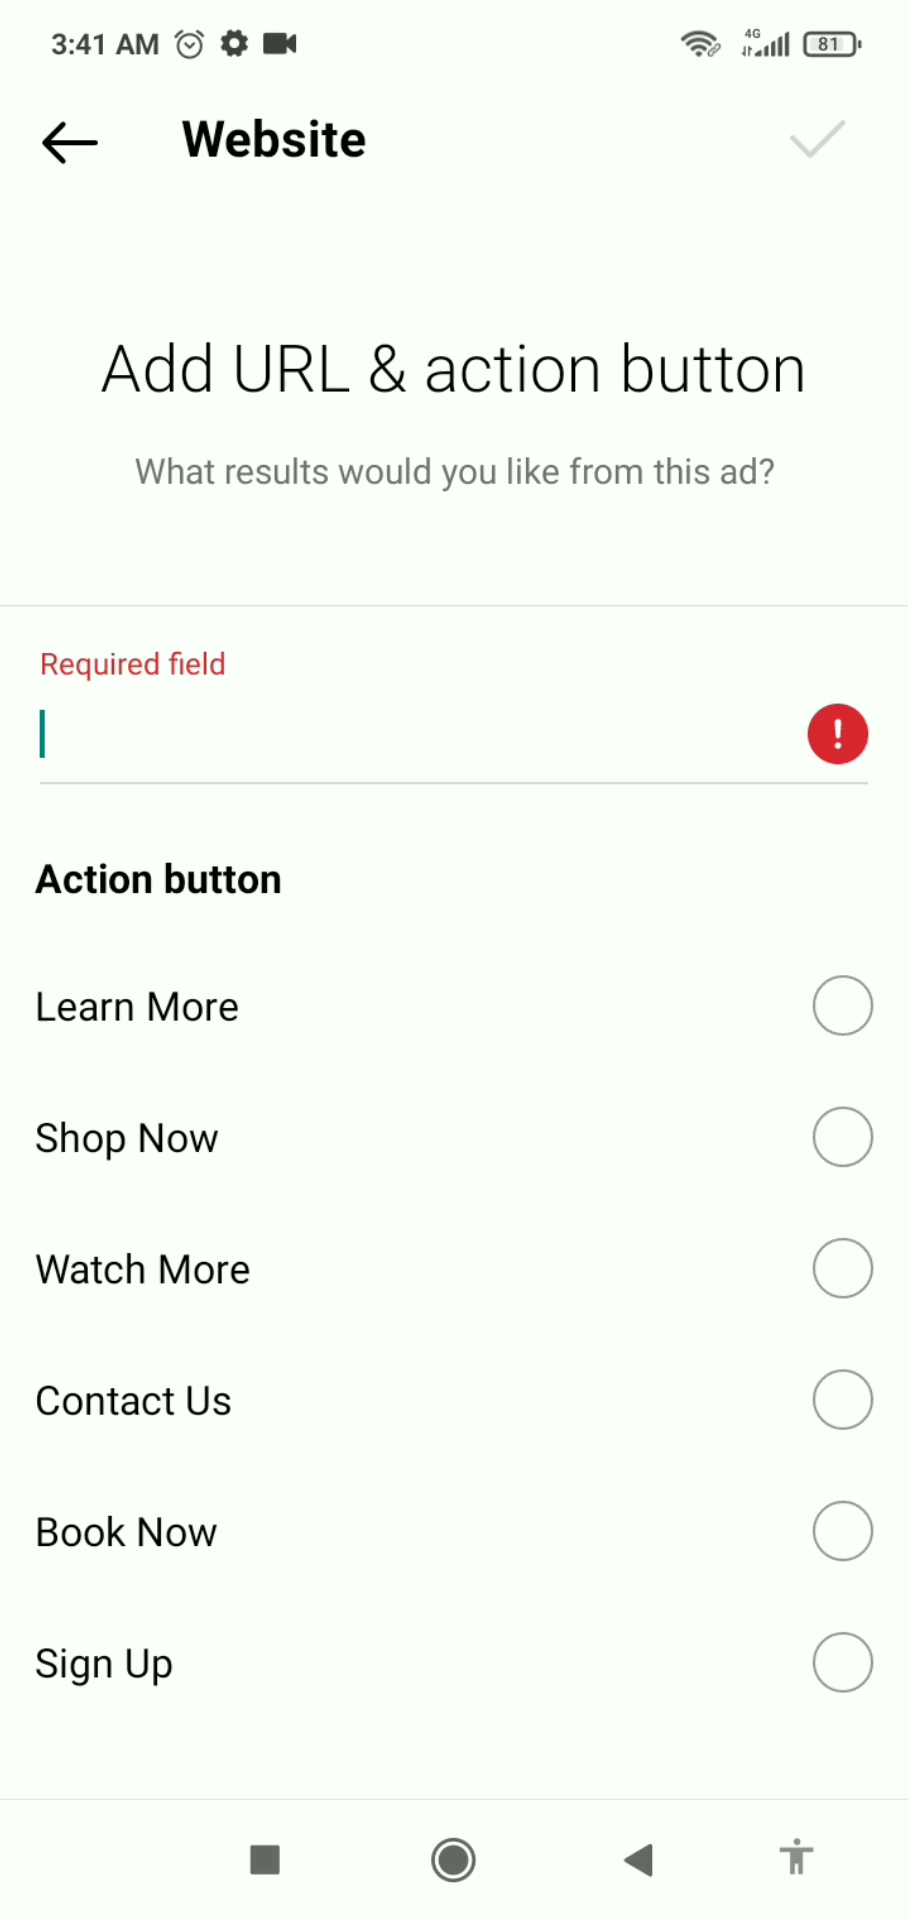 3:41 AM 4G 81
Website
Add URL & action button
What results would you like from this ad?
Required field
Action button
Learn More
Shop Now
Watch More
Contact Us
Book Now
Sign Up